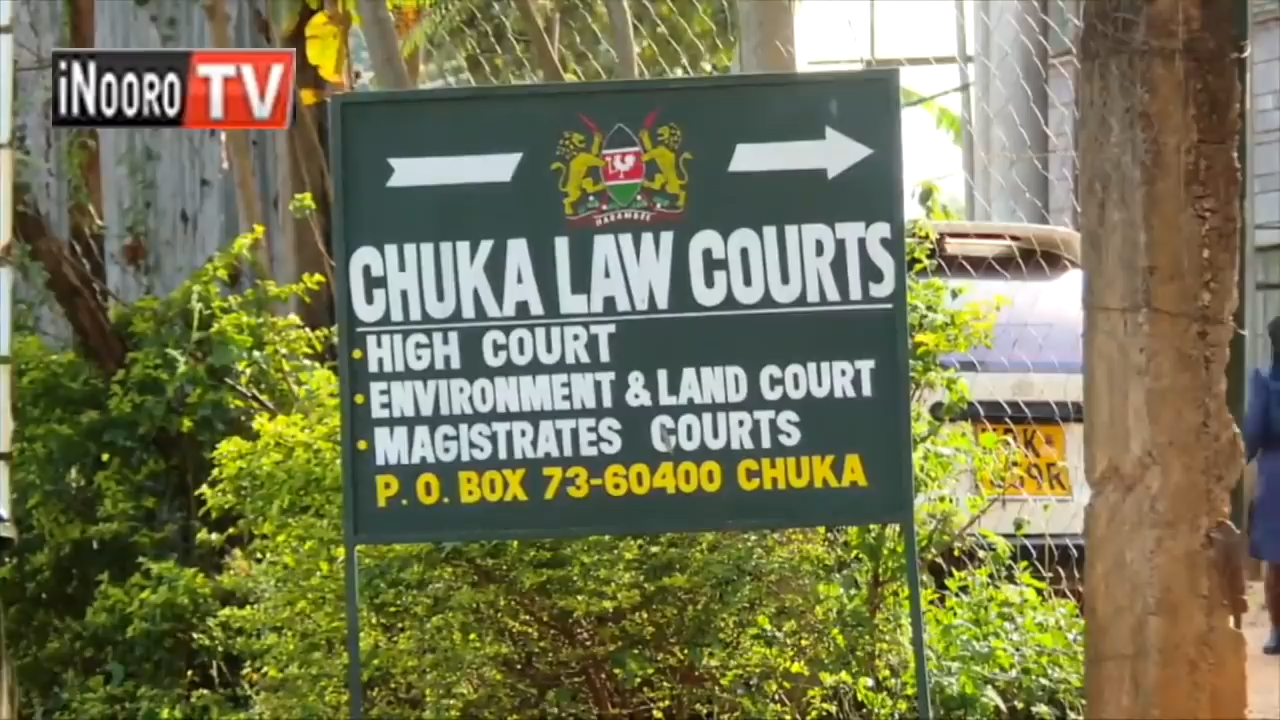 iNOORO TV
HARAMBEE
CHUKA LAW COURTS
• HIGH COURT
• ENVIRONMENT & LAND COURT
• MAGISTRATES COURTS
P. O. BOX 73-60400 CHUKA